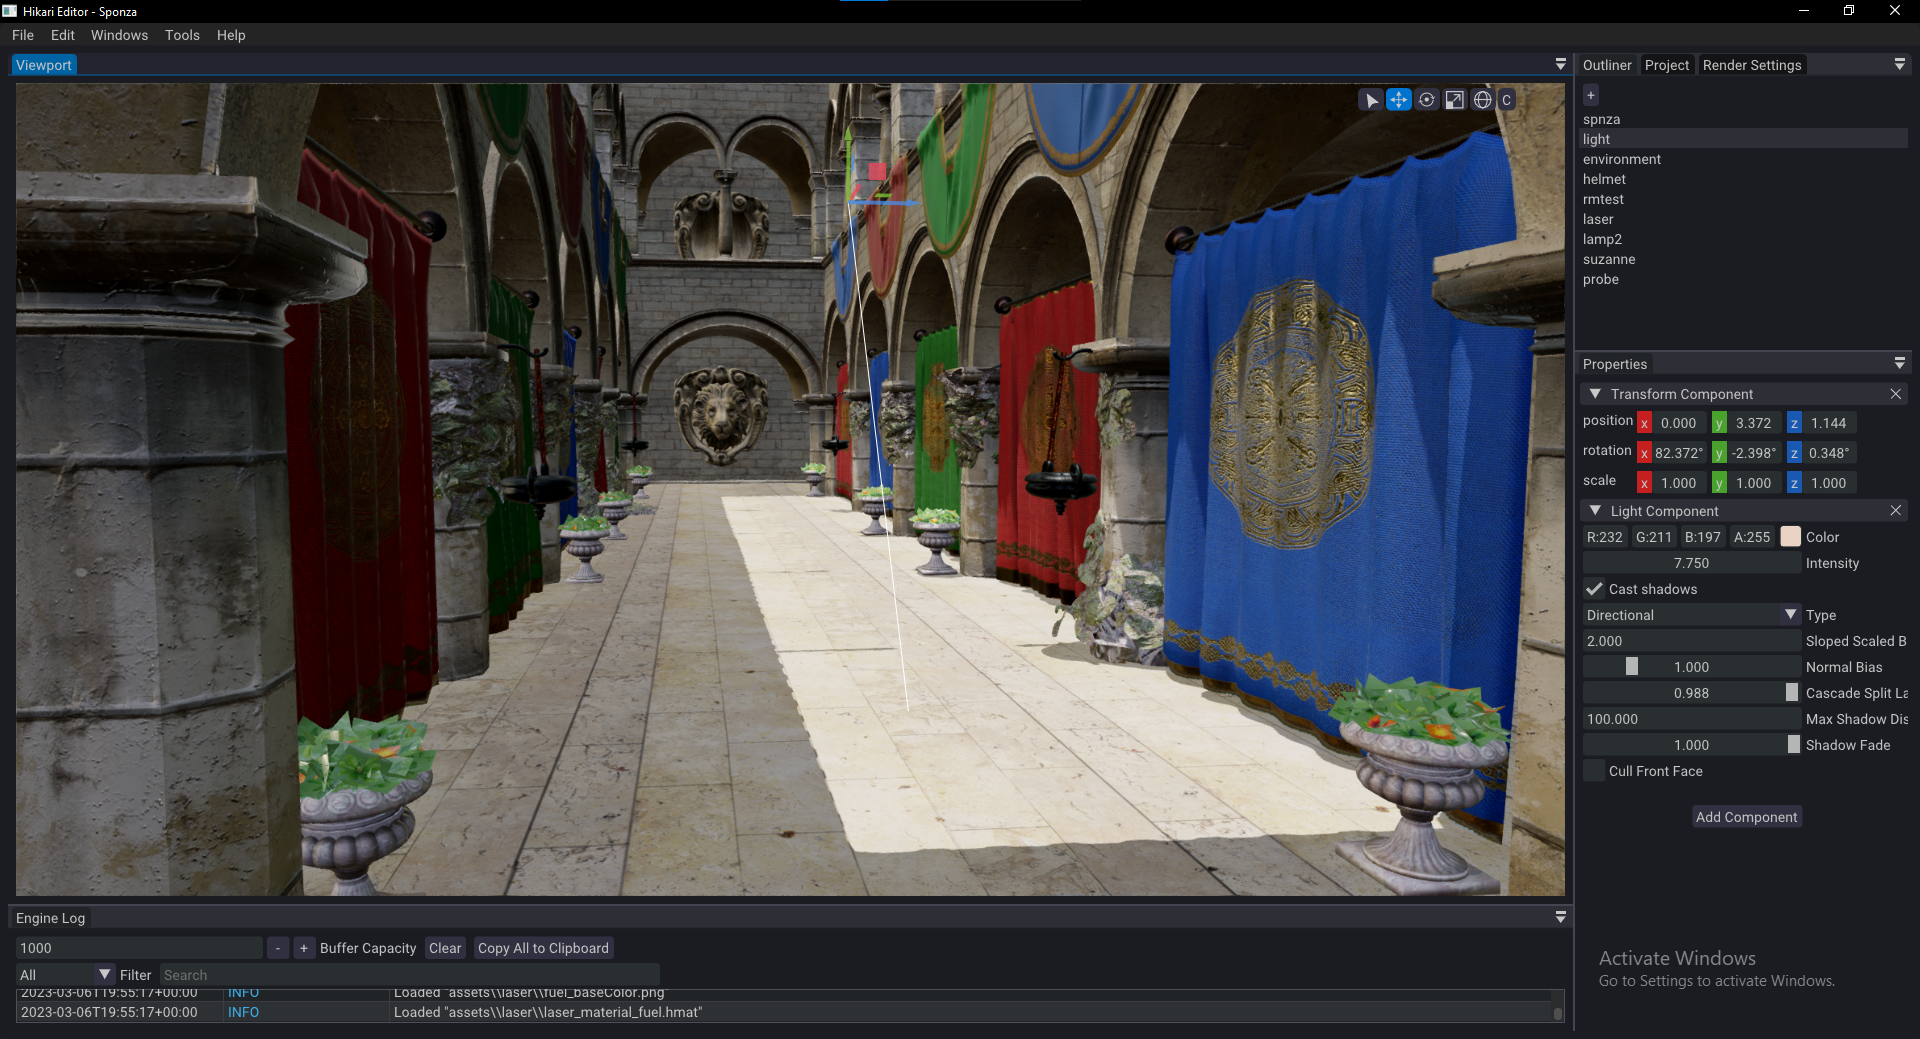 Hikari Editor - Sponza
File Edit Windows Tools Help
Viewport
C
Outliner Project Render Settings
+
spnza
light
environment
helmet
rmtest
laser
lamp2
suzanne
probe
Properties
Transform Component
position x 0.000 y 3.372 z 1.144
rotation x 82.372° y -2.398° z 0.348°
scale x 1.000 y 1.000 z 1.000
Light Component
R:232 G:211 B:197 A:255 Color
7.750 Intensity
Cast shadows
Directional Type
2.000 Sloped Scaled B
1.000 Normal Bias
0.988 Cascade Split La
100.000 Max Shadow Dis
1.000 Shadow Fade
Cull Front Face
Add Component
Engine Log
1000 - + Buffer Capacity Clear Copy All to Clipboard
All Filter Search
2023-03-06T19:55:17+00:00 INFO Loaded "assets\\laser\\fuel_baseColor.png"
2023-03-06T19:55:17+00:00 INFO Loaded "assets\\laser\\laser_material_fuel.hmat"
Activate Windows
Go to Settings to activate Windows.